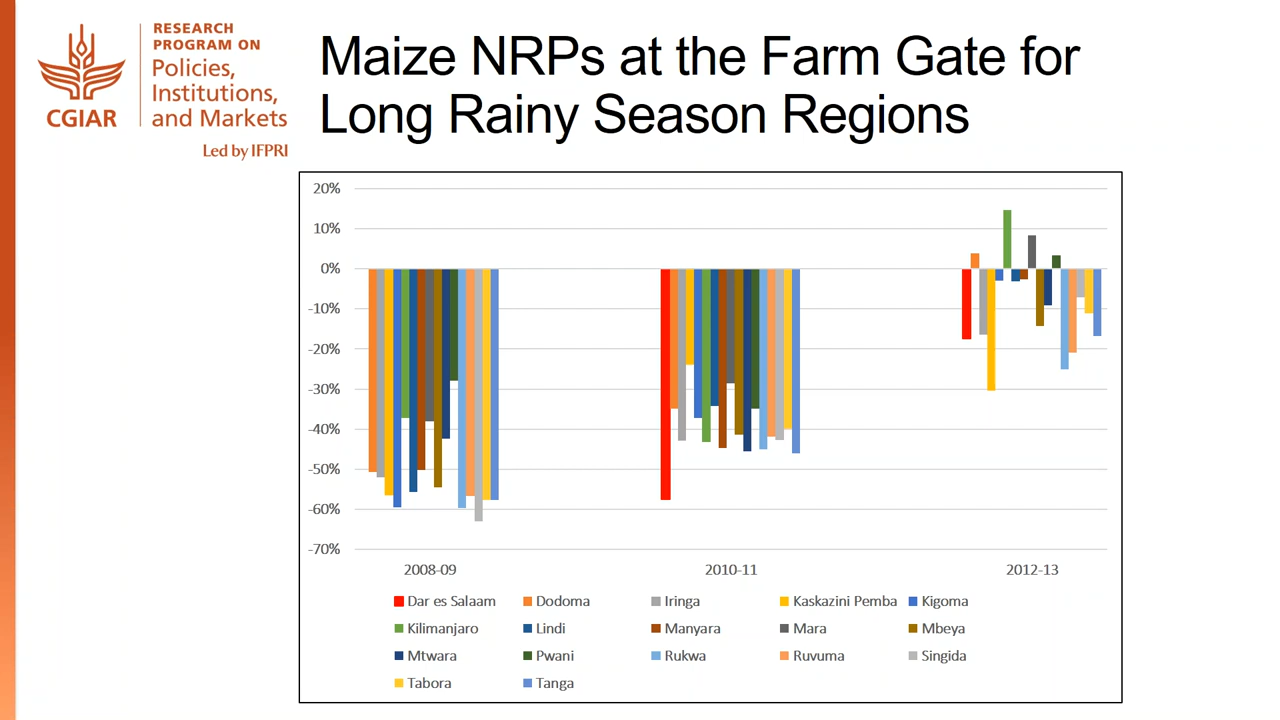 RESEARCH
PROGRAM ON
Policies,
Institutions,
and Markets
CGIAR
Led by IFPRI
Maize NRPs at the Farm Gate for
Long Rainy Season Regions
20%
10%
0%
-10%
-20%
-30%
-40%
-50%
-60%
-70%
2008-09 2010-11 2012-13
Dar es Salaam Dodoma Iringa Kaskazini Pemba Kigoma
Kilimanjaro Lindi Manyara Mara Mbeya
Mtwara Pwani Rukwa Ruvuma Singida
Tabora Tanga